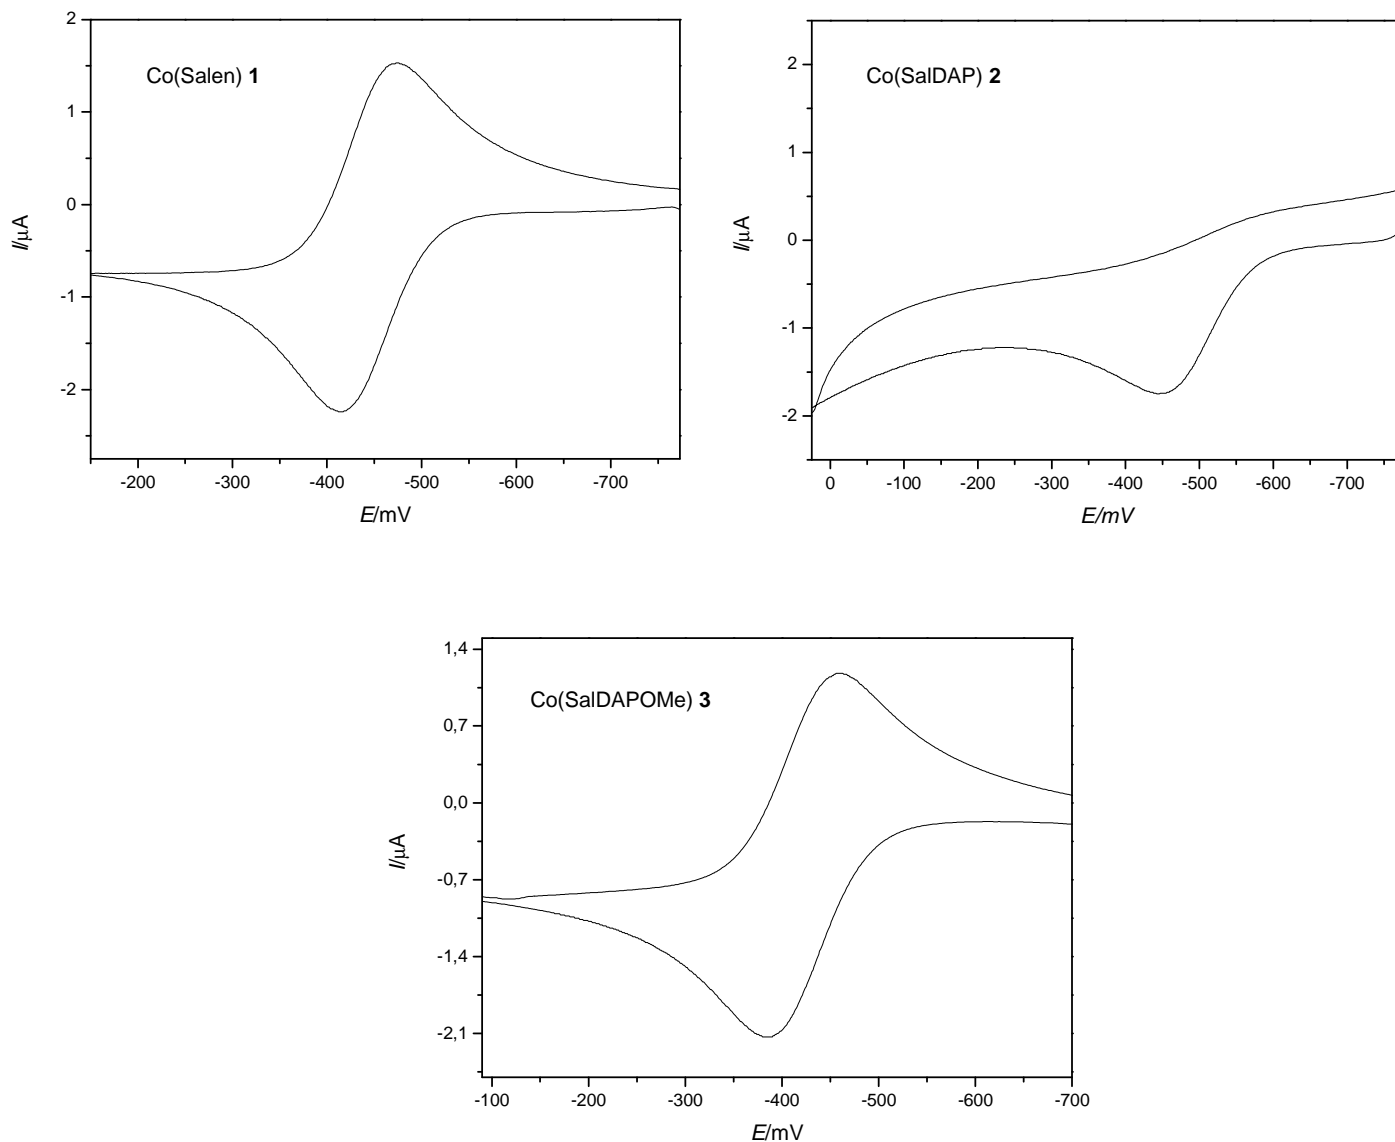 Co(Salen) 1
2
1
0
-1
-2
I/µA
-200 -300 -400 -500 -600 -700
E/mV
Co(SalDAP) 2
2
1
0
-1
-2
I/µA
0 -100 -200 -300 -400 -500 -600 -700
E/mV
Co(SalDAPOMe) 3
1,4
0,7
0,0
-0,7
-1,4
-2,1
I/µA
-100 -200 -300 -400 -500 -600 -700
E/mV